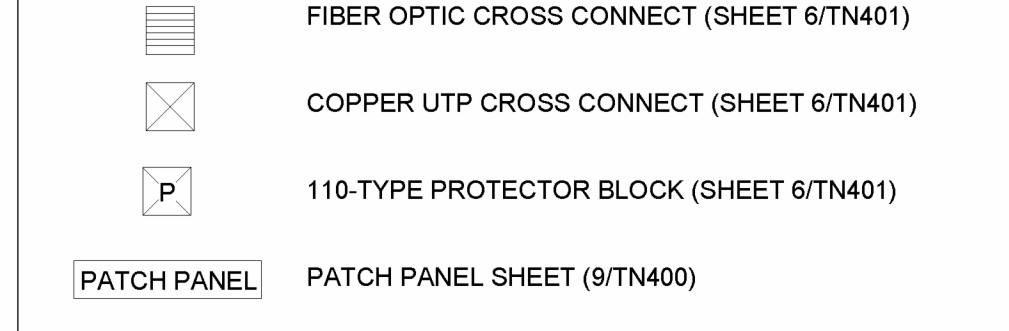 FIBER OPTIC CROSS CONNECT (SHEET 6/TN401)
COPPER UTP CROSS CONNECT (SHEET 6/TN401)
P 110-TYPE PROTECTOR BLOCK (SHEET 6/TN401)
PATCH PANEL PATCH PANEL SHEET (9/TN400)